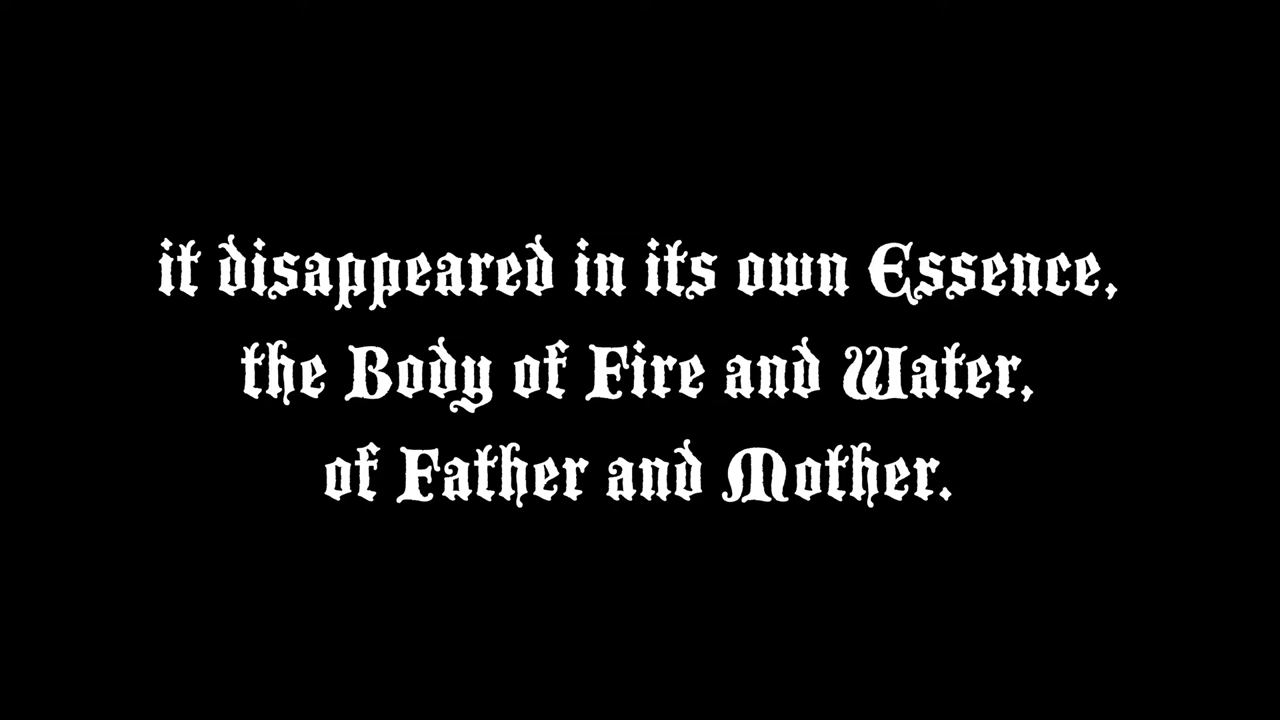 it disappeared in its own Essence,
the Body of Fire and Water,
of Father and Mother.